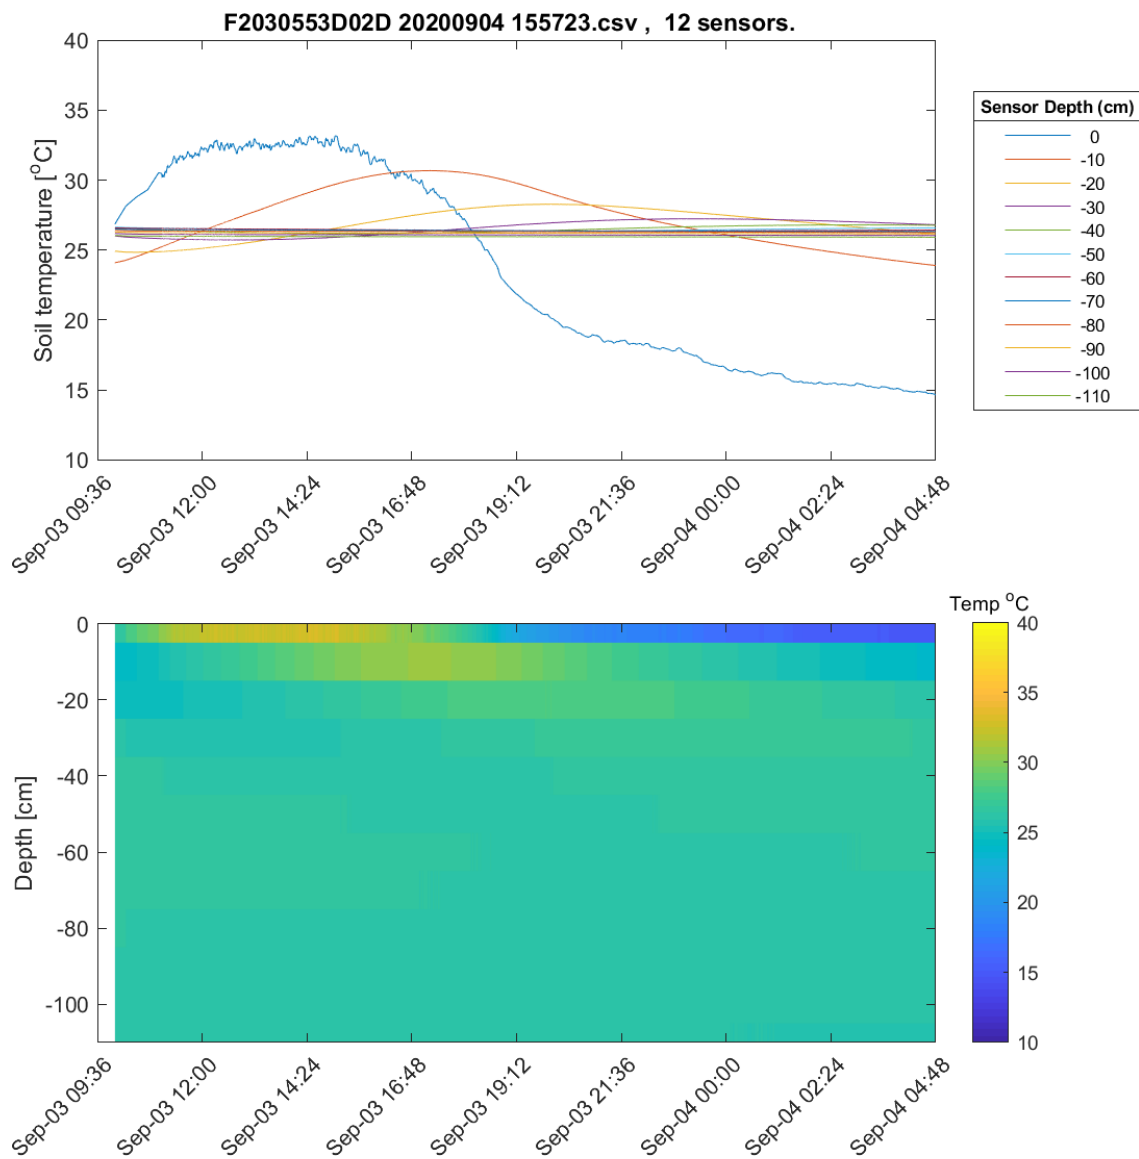 F2030553D02D 20200904 155723.csv , 12 sensors.
Soil temperature [°C]
40
35
30
25
20
15
10
Sep-03 09:36
Sep-03 12:00
Sep-03 14:24
Sep-03 16:48
Sep-03 19:12
Sep-03 21:36
Sep-04 00:00
Sep-04 02:24
Sep-04 04:48
Sensor Depth (cm)
0
-10
-20
-30
-40
-50
-60
-70
-80
-90
-100
-110
Depth [cm]
0
-20
-40
-60
-80
-100
Sep-03 09:36
Sep-03 12:00
Sep-03 14:24
Sep-03 16:48
Sep-03 19:12
Sep-03 21:36
Sep-04 00:00
Sep-04 02:24
Sep-04 04:48
Temp °C
40
35
30
25
20
15
10